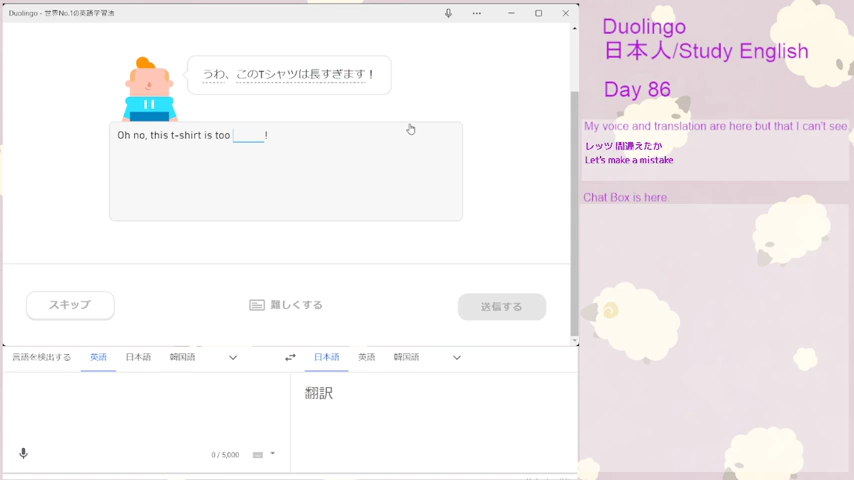 Duolingo - 世界No.1の英語学習法
うわ、このTシャツは長すぎます！
Oh no, this t-shirt is too ____ !
スキップ
難しくする
送信する
言語を検出する 英語 日本語 韓国語
日本語 英語 韓国語
翻訳
0 / 5,000
Duolingo
日本人/Study English
Day 86
My voice and translation are here but that I can't see
レッツ 間違えたか
Let's make a mistake
Chat Box is here.